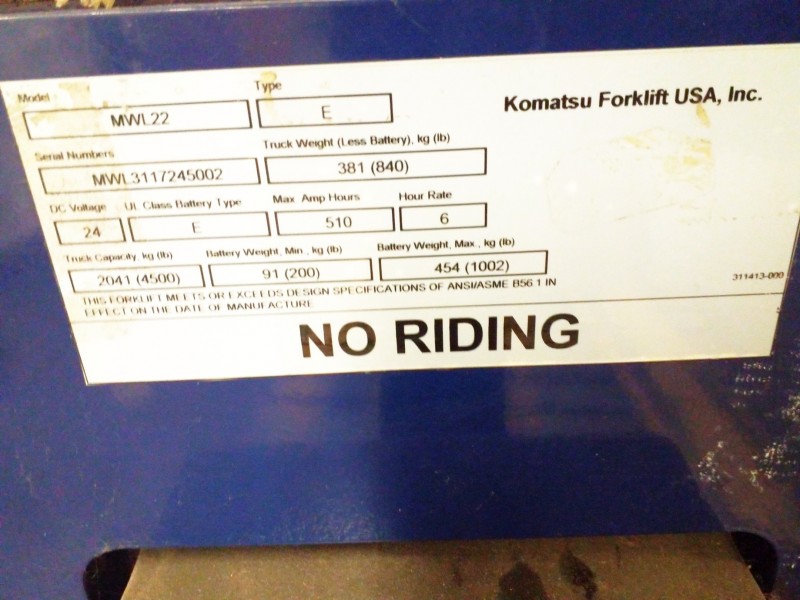 Model Type
MWL22 E Komatsu Forklift USA, Inc.
Serial Numbers Truck Weight (Less Battery), kg (lb)
MWL3117245002 381 (840)
DC Voltage UL Class Battery Type Max. Amp Hours Hour Rate
24 E 510 6
Truck Capacity, kg (lb) Battery Weight, Min., kg (lb) Battery Weight, Max., kg (lb)
2041 (4500) 91 (200) 454 (1002)
311413-000
THIS FORKLIFT MEETS OR EXCEEDS DESIGN SPECIFICATIONS OF ANSI/ASME B56.1 IN
EFFECT ON THE DATE OF MANUFACTURE
NO RIDING